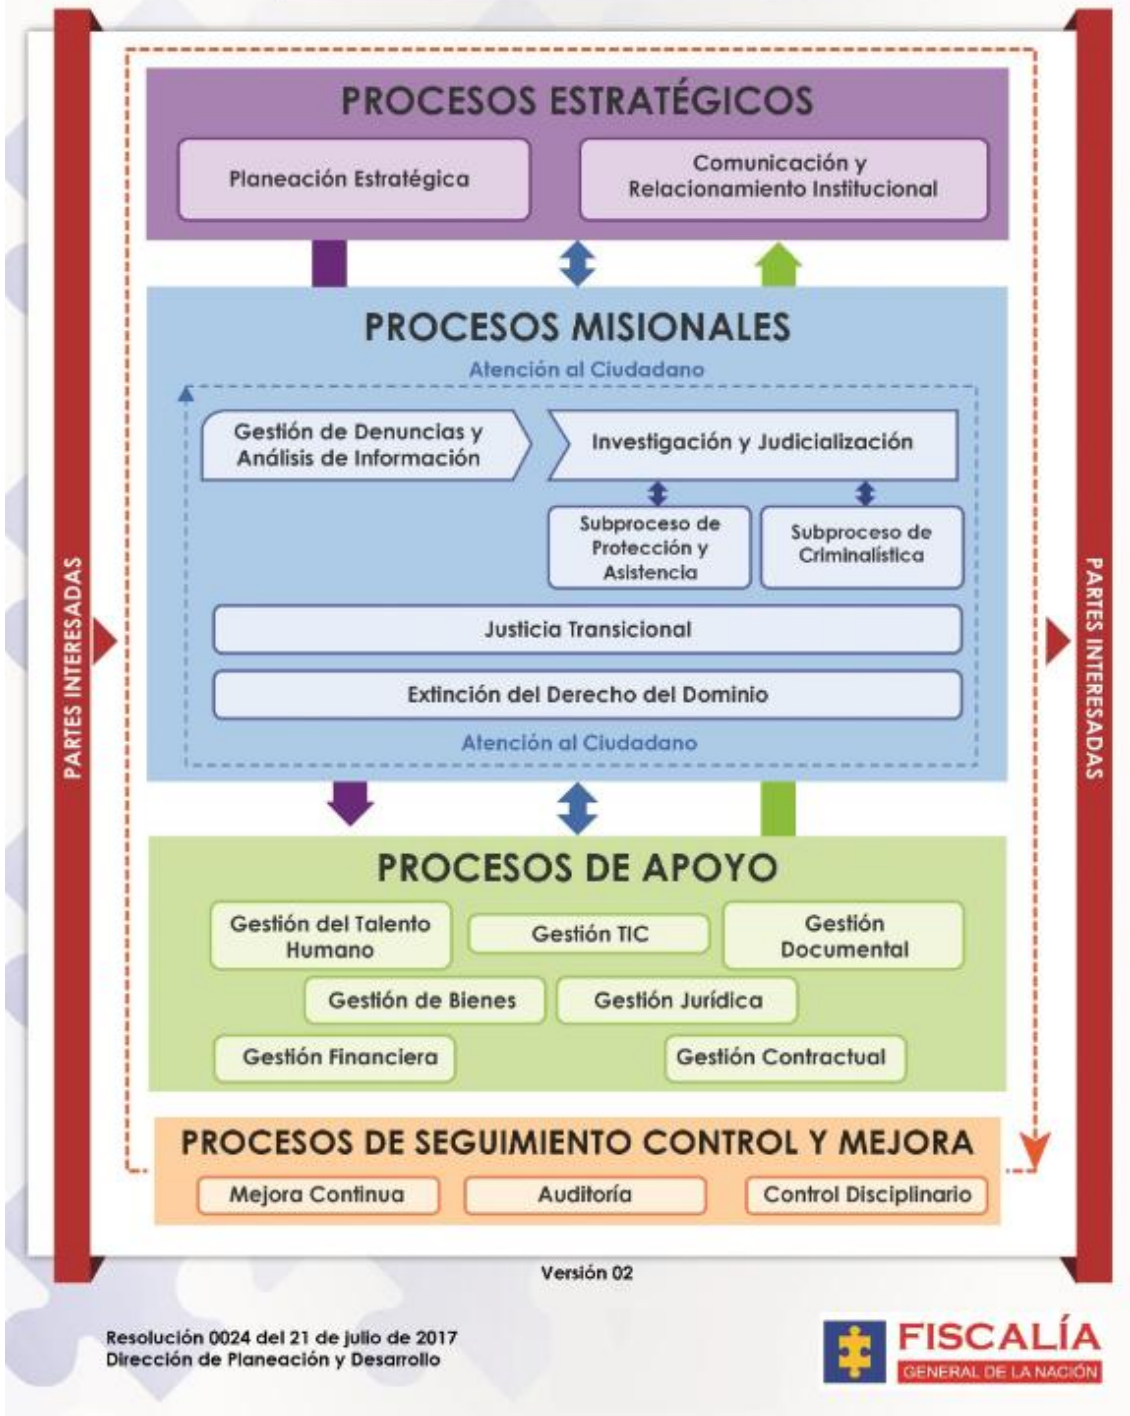 PROCESOS ESTRATÉGICOS
Planeación Estratégica
Comunicación y
Relacionamiento Institucional
PROCESOS MISIONALES
Atención al Ciudadano
Gestión de Denuncias y
Análisis de Información
Investigación y Judicialización
Subproceso de
Protección y
Asistencia
Subproceso de
Criminalística
Justicia Transicional
Extinción del Derecho del Dominio
Atención al Ciudadano
PARTES INTERESADAS
PARTES INTERESADAS
PROCESOS DE APOYO
Gestión del Talento
Humano
Gestión TIC
Gestión
Documental
Gestión de Bienes
Gestión Jurídica
Gestión Financiera
Gestión Contractual
PROCESOS DE SEGUIMIENTO CONTROL Y MEJORA
Mejora Continua
Auditoría
Control Disciplinario
Versión 02
Resolución 0024 del 21 de julio de 2017
Dirección de Planeación y Desarrollo
FISCALÍA
GENERAL DE LA NACIÓN